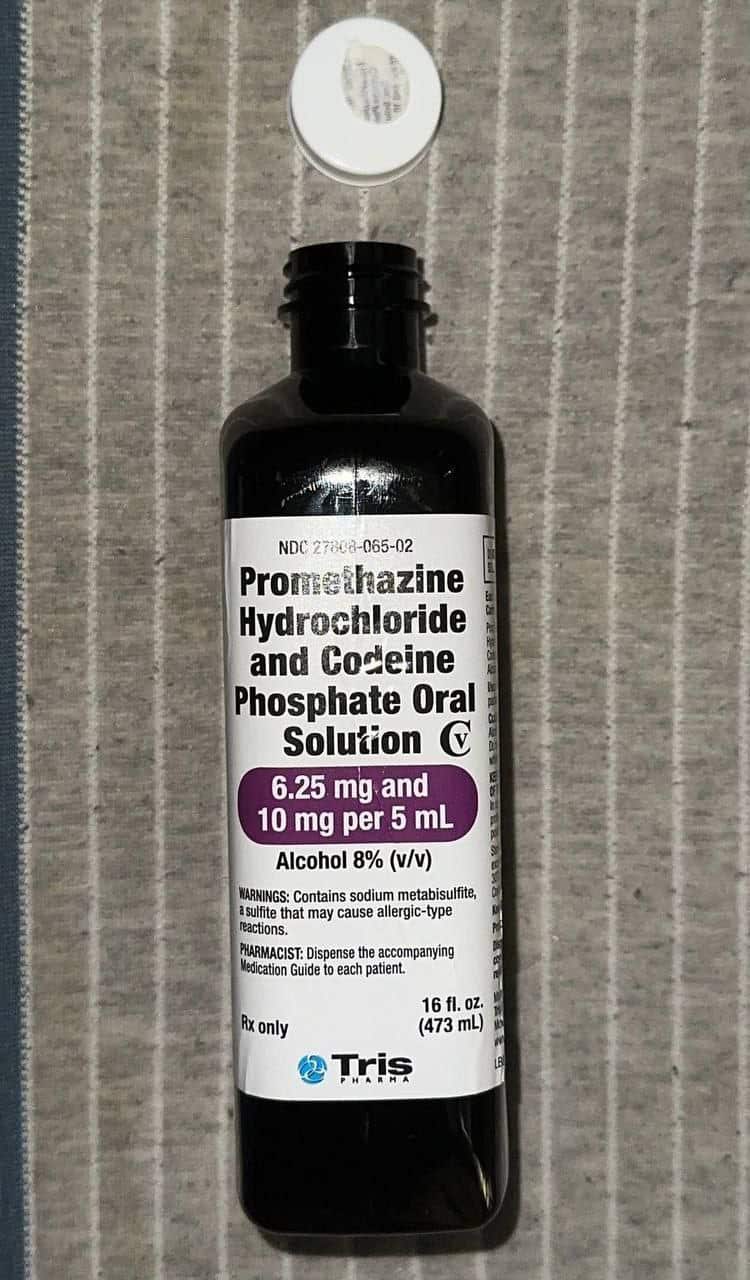 NDC 27808-065-02
Promethazine
Hydrochloride
and Codeine
Phosphate Oral
Solution CV
6.25 mg and
10 mg per 5 mL
Alcohol 8% (v/v)
WARNINGS: Contains sodium metabisulfite,
a sulfite that may cause allergic-type
reactions.
PHARMACIST: Dispense the accompanying
Medication Guide to each patient.
16 fl. oz.
Rx only (473 mL)
Tris
PHARMA